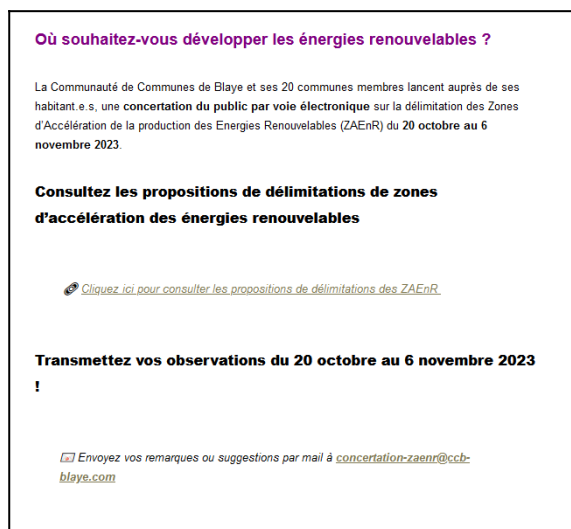 Où souhaitez-vous développer les énergies renouvelables ?
La Communauté de Communes de Blaye et ses 20 communes membres lancent auprès de ses
habitant.e.s, une concertation du public par voie électronique sur la délimitation des Zones
d'Accélération de la production des Energies Renouvelables (ZAEnR) du 20 octobre au 6
novembre 2023.
Consultez les propositions de délimitations de zones
d'accélération des énergies renouvelables
Cliquez ici pour consulter les propositions de délimitations des ZAEnR
Transmettez vos observations du 20 octobre au 6 novembre 2023
!
Envoyez vos remarques ou suggestions par mail à concertation-zaenr@ccb-
blaye.com